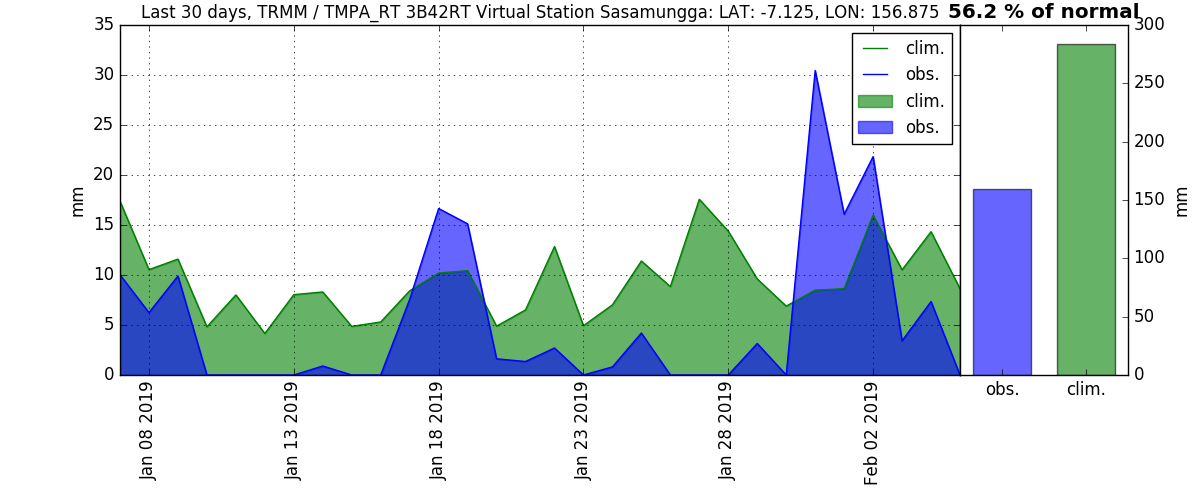 Last 30 days, TRMM / TMPA_RT 3B42RT Virtual Station Sasamungga: LAT: -7.125, LON: 156.875 56.2 % of normal
35
30
25
20
15
10
5
0
mm
clim.
obs.
clim.
obs.
Jan 08 2019
Jan 13 2019
Jan 18 2019
Jan 23 2019
Jan 28 2019
Feb 02 2019
300
250
200
150
100
50
0
mm
obs.
clim.